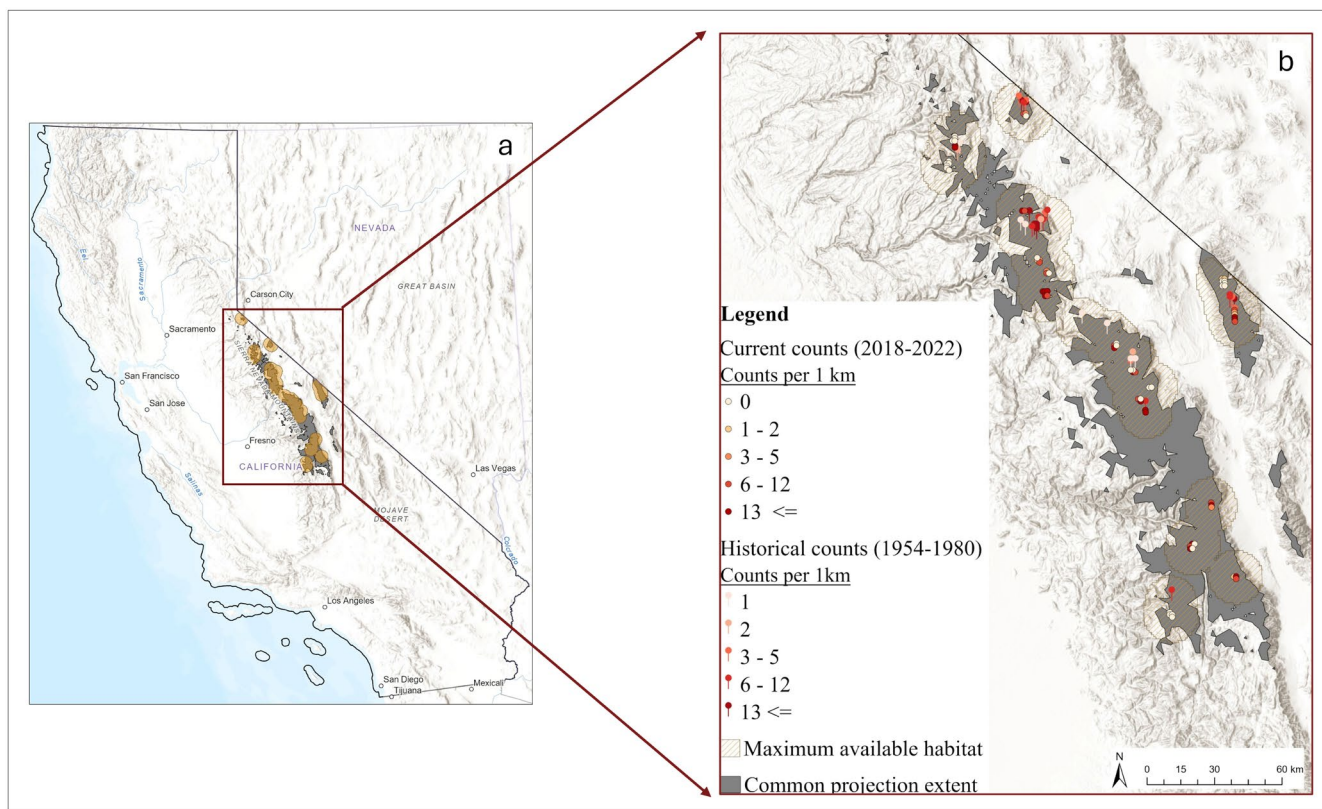 a
NEVADA
GREAT BASIN
Eel
Sacramento
Carson City
Sacramento
San Francisco
San Jose
Fresno
CALIFORNIA
Salinas
Las Vegas
MOJAVE
DESERT
Colorado
Los Angeles
San Diego
Tijuana
Mexicali
b
Legend
Current counts (2018-2022)
Counts per 1 km
0
1 - 2
3 - 5
6 - 12
13 <=
Historical counts (1954-1980)
Counts per 1km
1
2
3 - 5
6 - 12
13 <=
Maximum available habitat
Common projection extent
N
0 15 30 60 km